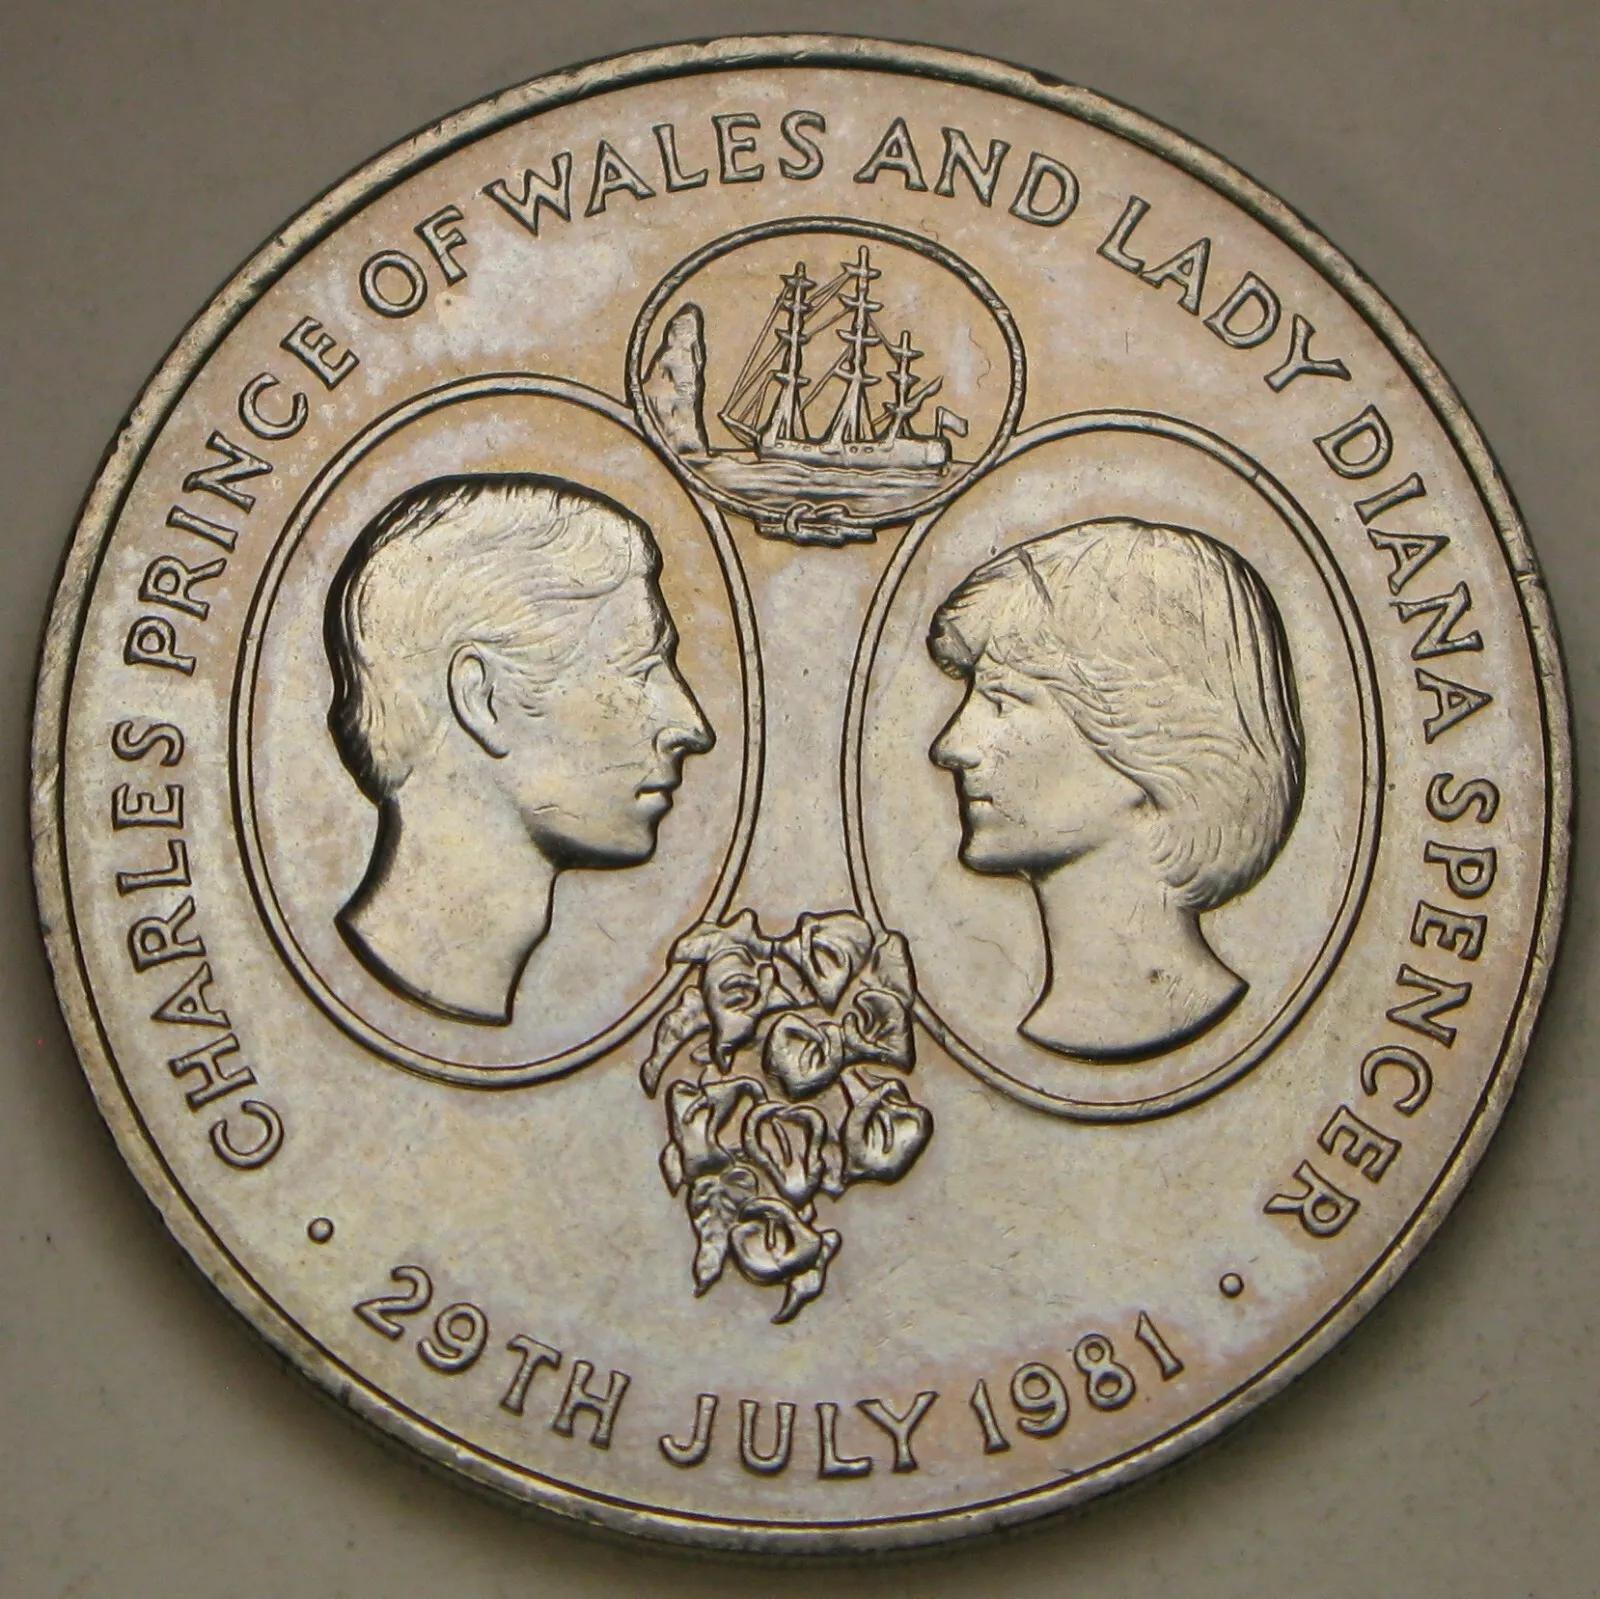 CHARLES PRINCE OF WALES AND LADY DIANA SPENCER
· 29TH JULY 1981 ·